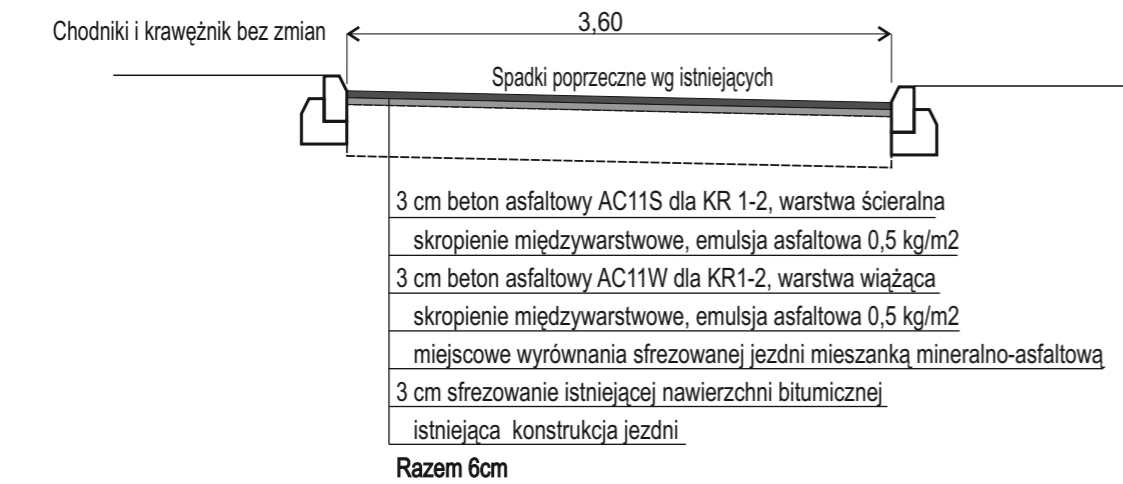 3,60
Chodniki i krawężnik bez zmian
Spadki poprzeczne wg istniejących
3 cm beton asfaltowy AC11S dla KR 1-2, warstwa ścieralna
skropienie międzywarstwowe, emulsja asfaltowa 0,5 kg/m2
3 cm beton asfaltowy AC11W dla KR1-2, warstwa wiążąca
skropienie międzywarstwowe, emulsja asfaltowa 0,5 kg/m2
miejscowe wyrównania sfrezowanej jezdni mieszanką mineralno-asfaltową
3 cm sfrezowanie istniejącej nawierzchni bitumicznej
istniejąca konstrukcja jezdni
Razem 6cm